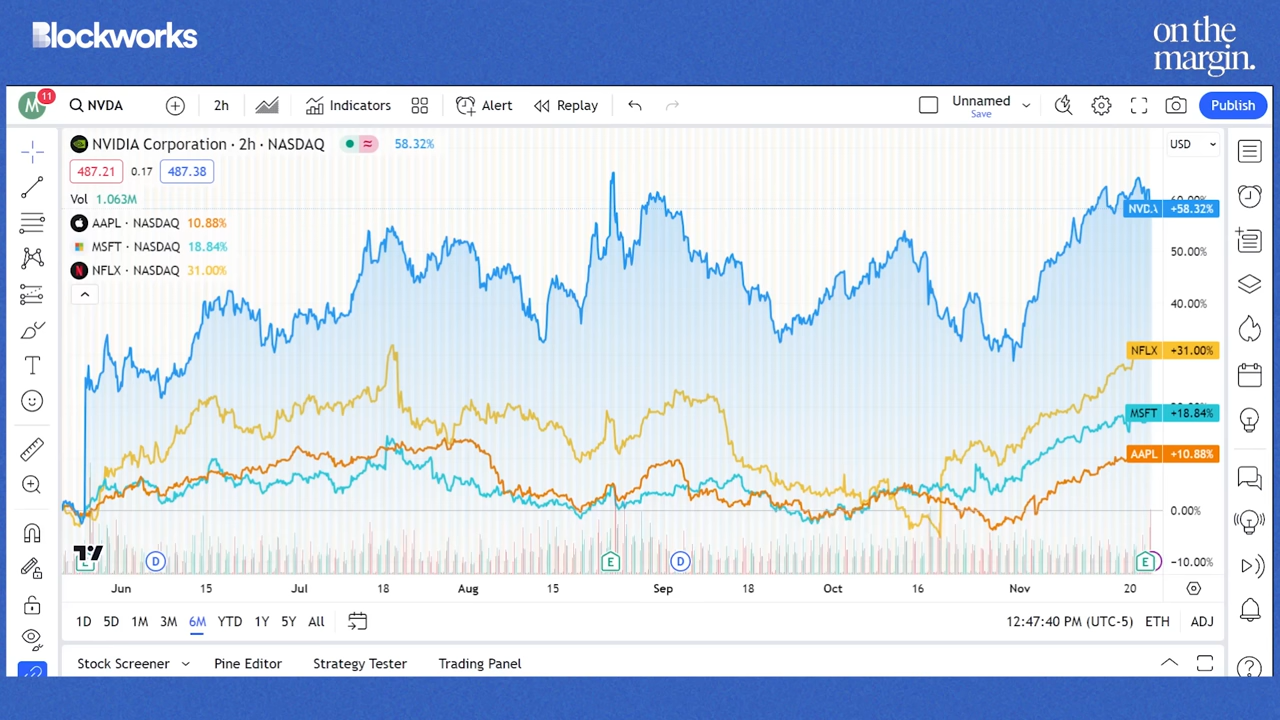 Blockworks
on the
margin.
M 11 NVDA 2h Indicators Alert Replay Unnamed Save Publish
NVIDIA Corporation · 2h · NASDAQ 58.32% USD
487.21 0.17 487.38
Vol 1.063M
AAPL · NASDAQ 10.88%
MSFT · NASDAQ 18.84%
NFLX · NASDAQ 31.00%
+58.32%
50.00%
40.00%
NFLX +31.00%
MSFT +18.84%
AAPL +10.88%
0.00%
−10.00%
D E D E
Jun 15 Jul 18 Aug 15 Sep 18 Oct 16 Nov 20
1D 5D 1M 3M 6M YTD 1Y 5Y All 12:47:40 PM (UTC-5) ETH ADJ
Stock Screener Pine Editor Strategy Tester Trading Panel